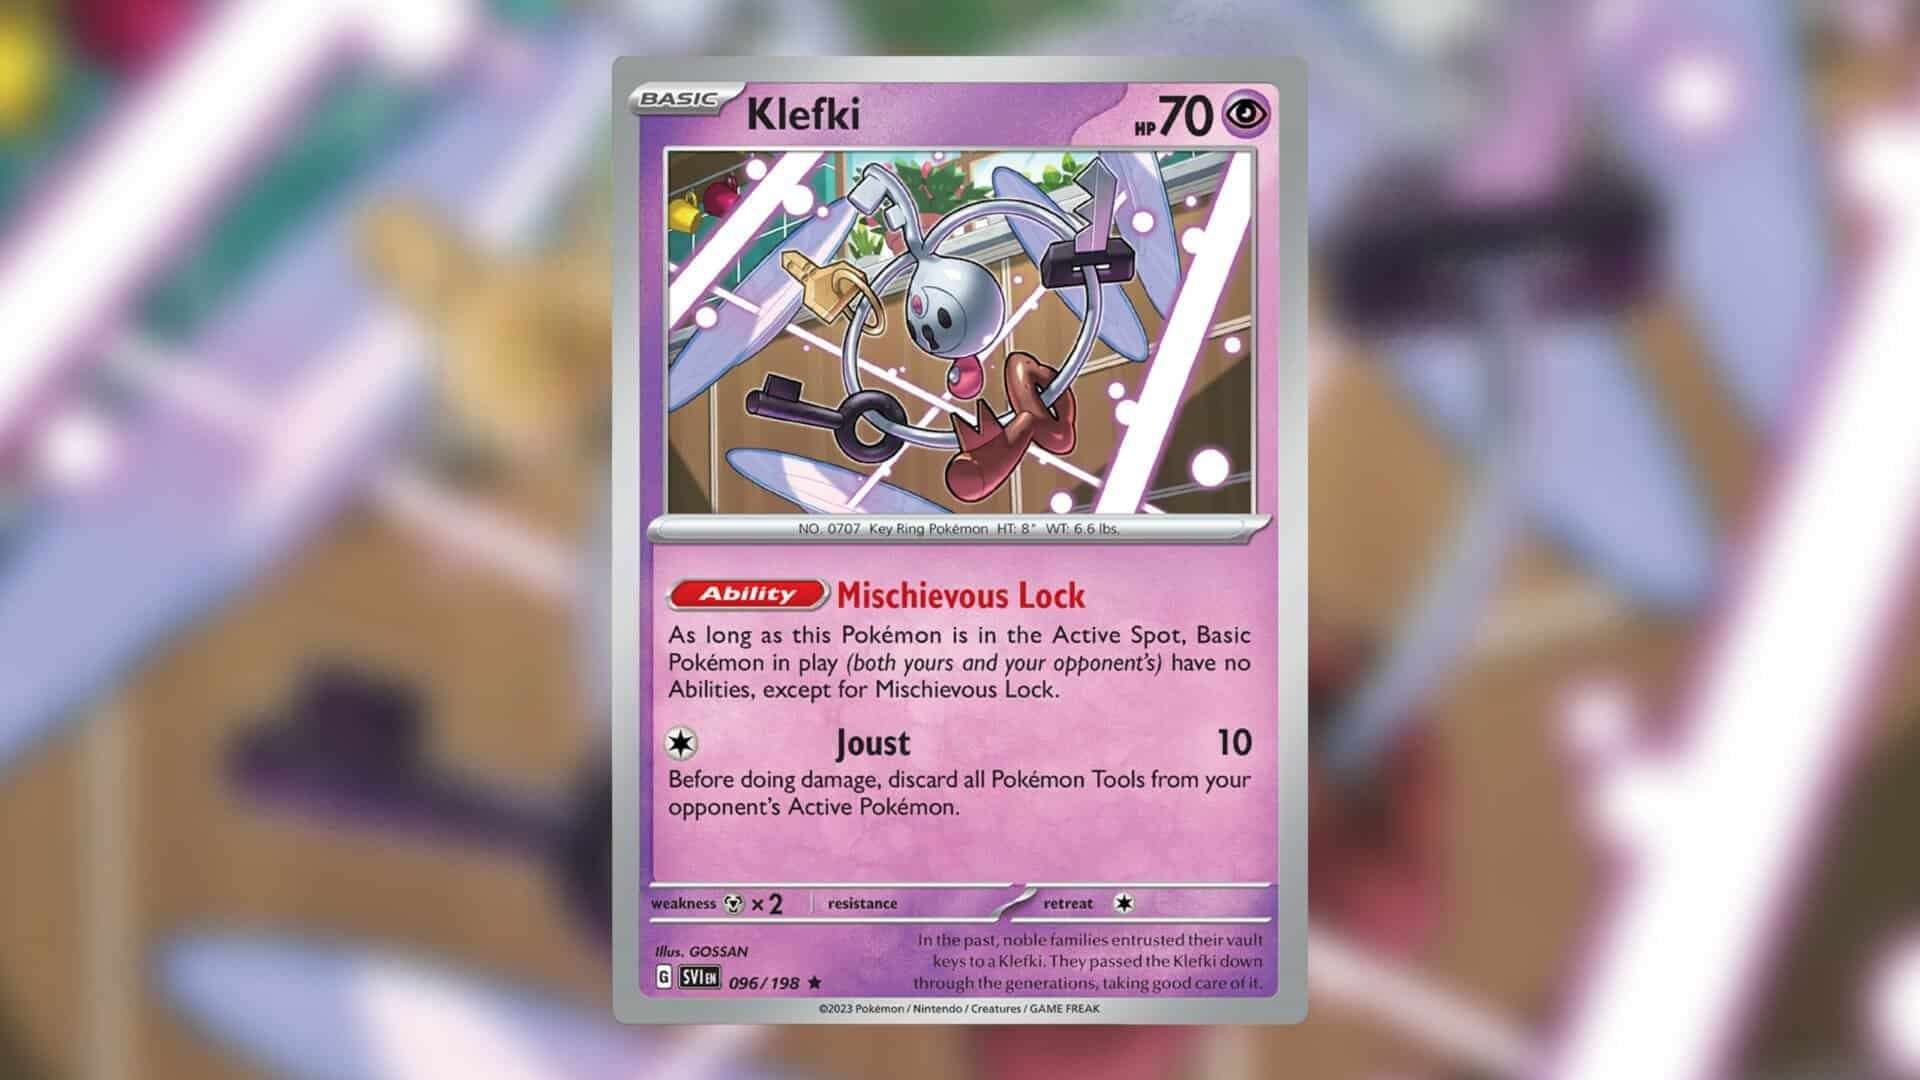 BASIC
Klefki
HP 70
NO. 0707 Key Ring Pokémon HT: 8" WT: 6.6 lbs.
Ability Mischievous Lock
As long as this Pokémon is in the Active Spot, Basic
Pokémon in play (both yours and your opponent's) have no
Abilities, except for Mischievous Lock.
Joust 10
Before doing damage, discard all Pokémon Tools from your
opponent's Active Pokémon.
weakness ×2 resistance retreat
Illus. GOSSAN
G SVI EN 096/198 ★
In the past, noble families entrusted their vault
keys to a Klefki. They passed the Klefki down
through the generations, taking good care of it.
©2023 Pokémon / Nintendo / Creatures / GAME FREAK